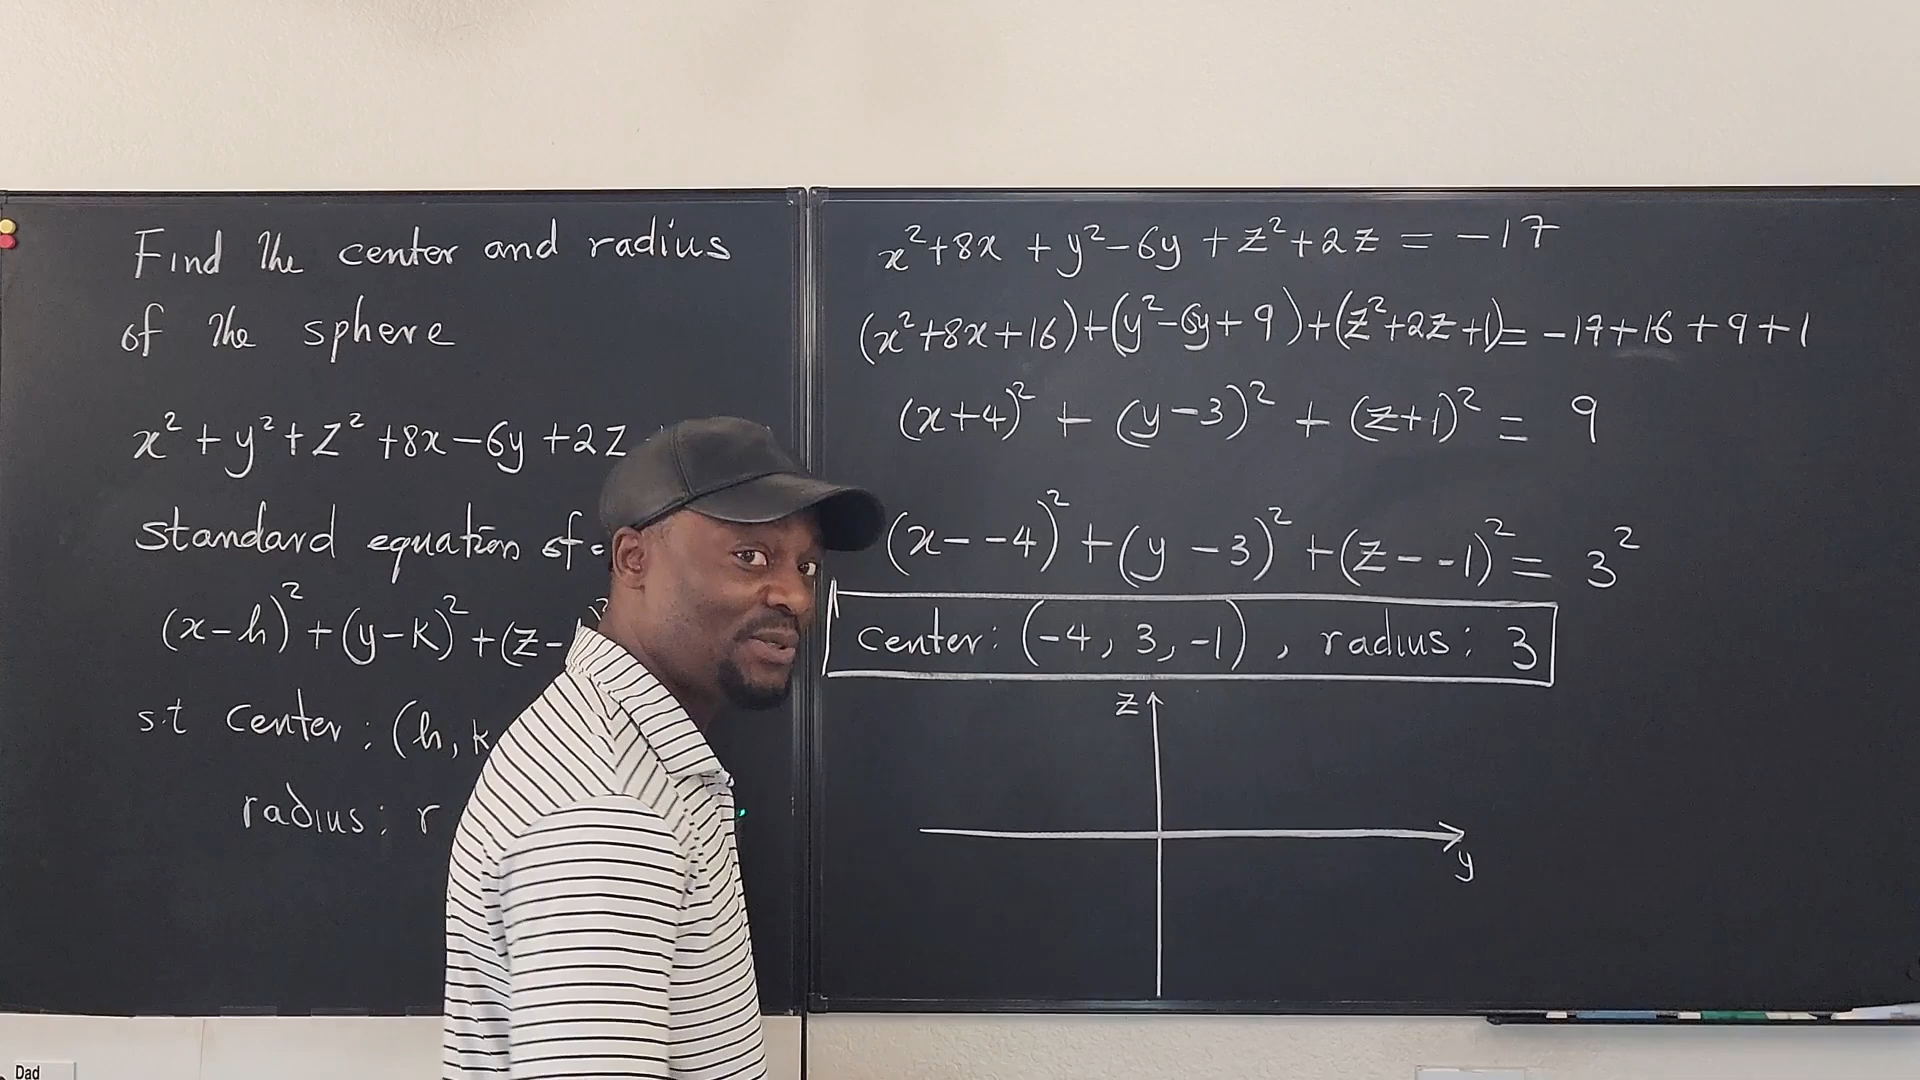 Find the center and radius
of the sphere
x² + y² + z² + 8x - 6y + 2z
standard equation of
(x-h)² + (y-k)² + (z-
s.t center : (h, k
radius: r
x² + 8x + y² - 6y + z² + 2z = -17
(x² + 8x + 16) + (y² - 6y + 9) + (z² + 2z + 1) = -17 + 16 + 9 + 1
(x+4)² + (y-3)² + (z+1)² = 9
(x--4)² + (y-3)² + (z--1)² = 3²
center: (-4, 3, -1), radius: 3
z
y
Dad